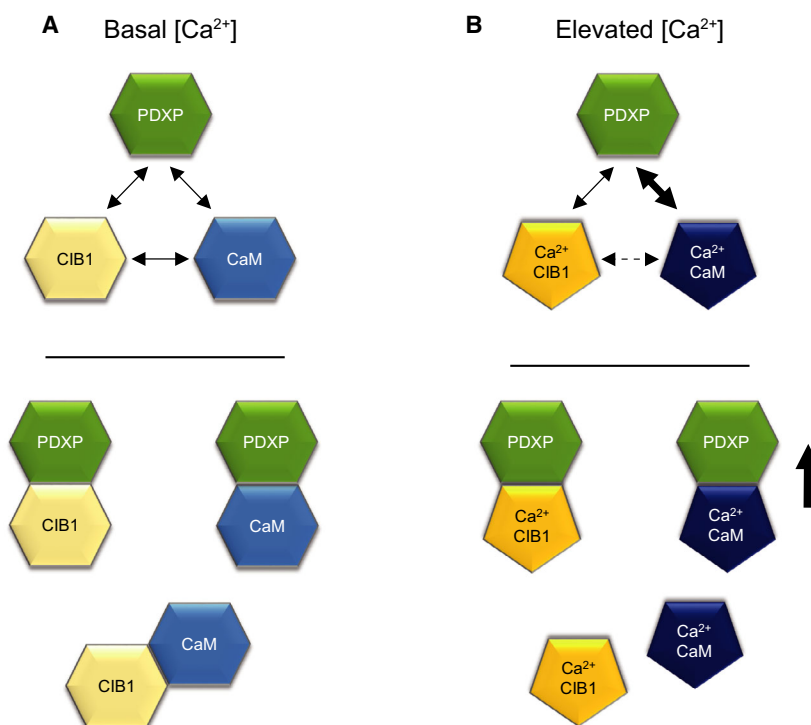 A Basal [Ca²⁺]
PDXP
CIB1
CaM
PDXP
PDXP
CIB1
CaM
CaM
CIB1
B Elevated [Ca²⁺]
PDXP
Ca²⁺
CIB1
Ca²⁺
CaM
PDXP
PDXP
Ca²⁺
CIB1
Ca²⁺
CaM
Ca²⁺
CaM
Ca²⁺
CIB1